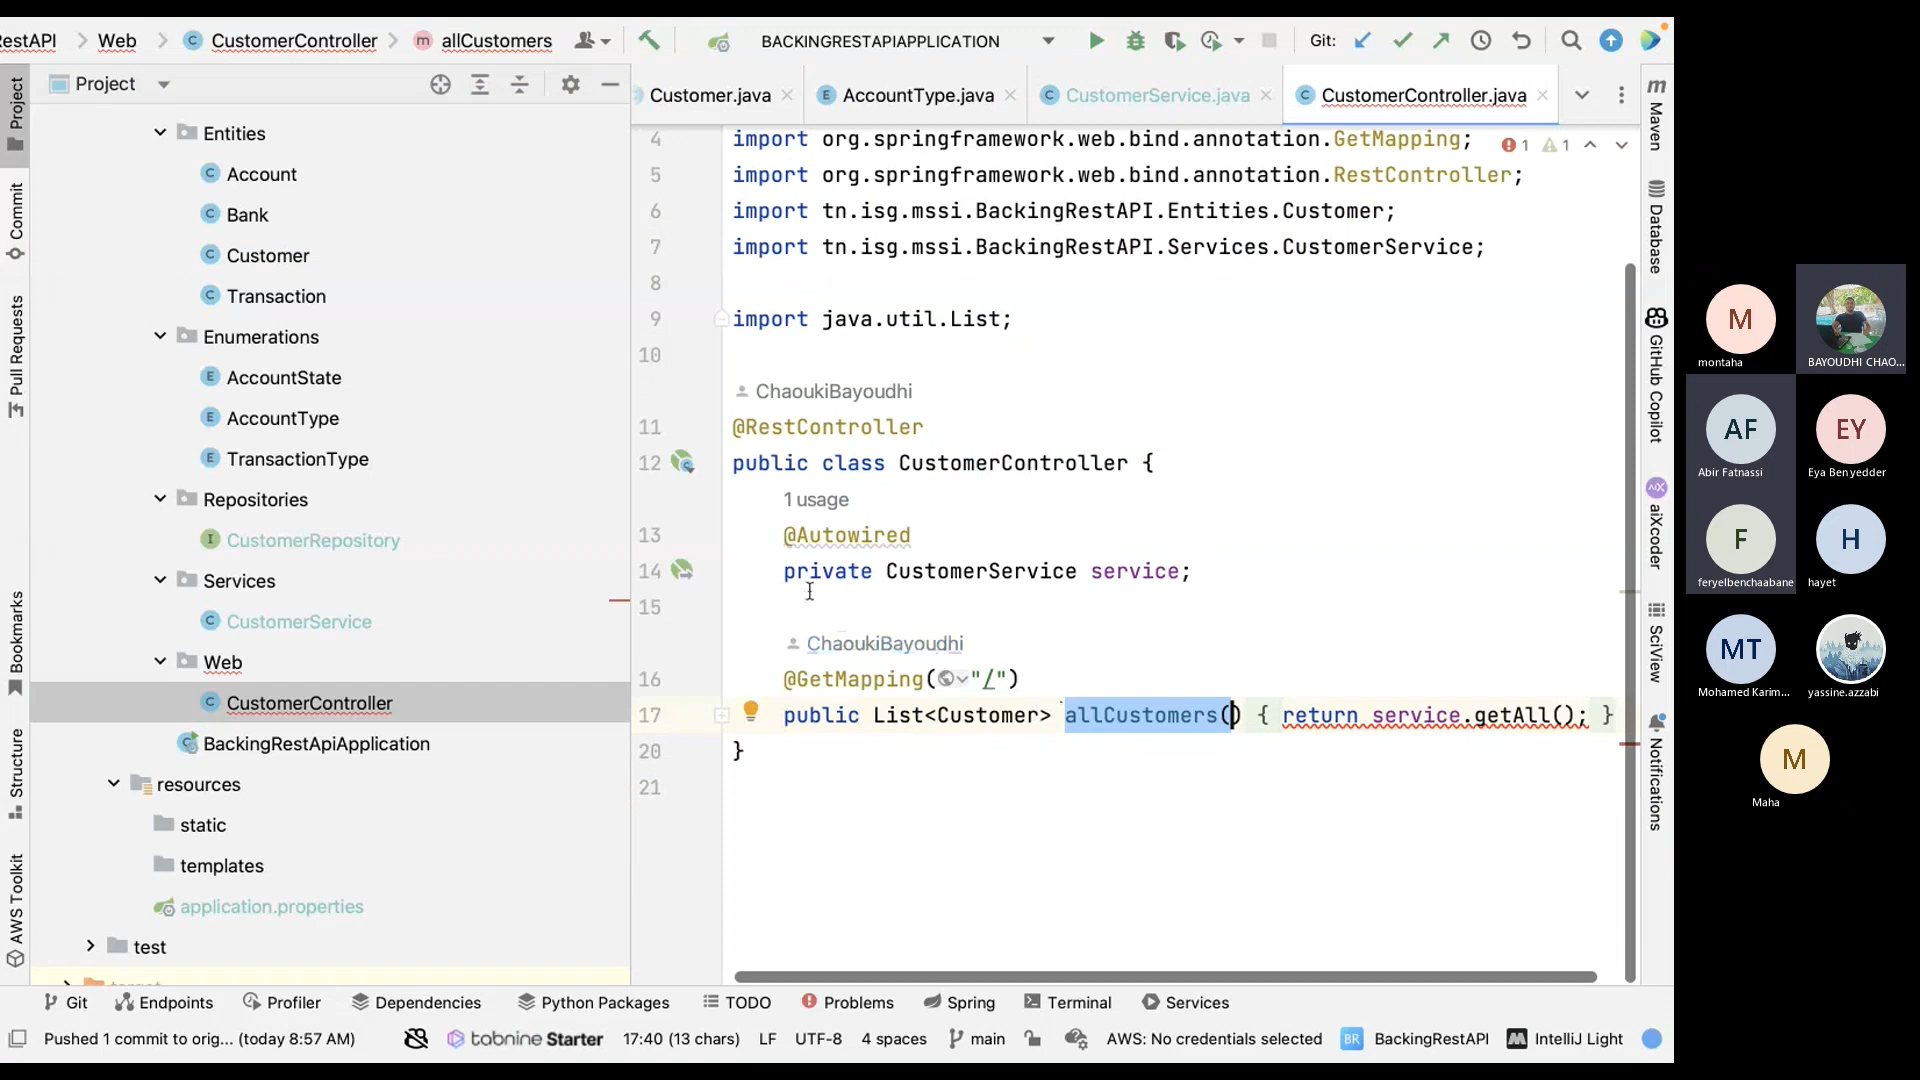 estAPI Web CustomerController allCustomers BACKINGRESTAPIAPPLICATION Git:
Project
Customer.java AccountType.java CustomerService.java CustomerController.java
Project
Commit
Pull Requests
Bookmarks
Structure
AWS Toolkit
Entities
Account
Bank
Customer
Transaction
Enumerations
AccountState
AccountType
TransactionType
Repositories
CustomerRepository
Services
CustomerService
Web
CustomerController
BackingRestApiApplication
resources
static
templates
application.properties
test
4 import org.springframework.web.bind.annotation.GetMapping;
1 1
5 import org.springframework.web.bind.annotation.RestController;
6 import tn.isg.mssi.BackingRestAPI.Entities.Customer;
7 import tn.isg.mssi.BackingRestAPI.Services.CustomerService;
8
9 import java.util.List;
10
ChaoukiBayoudhi
11 @RestController
12 public class CustomerController {
1 usage
13 @Autowired
14 private CustomerService service;
15
ChaoukiBayoudhi
16 @GetMapping("/")
17 public List<Customer> allCustomers() { return service.getAll(); }
20 }
21
Maven
Database
GitHub Copilot
aiXcoder
SciView
Notifications
Git Endpoints Profiler Dependencies Python Packages TODO Problems Spring Terminal Services
Pushed 1 commit to orig... (today 8:57 AM) tabnine Starter 17:40 (13 chars) LF UTF-8 4 spaces main AWS: No credentials selected BR BackingRestAPI IntelliJ Light
M
montaha
BAYOUDHI CHAO...
AF
Abir Fatnassi
EY
Eya Ben yedder
F
feryelbenchaabane
H
hayet
MT
Mohamed Karim...
yassine.azzabi
M
Maha